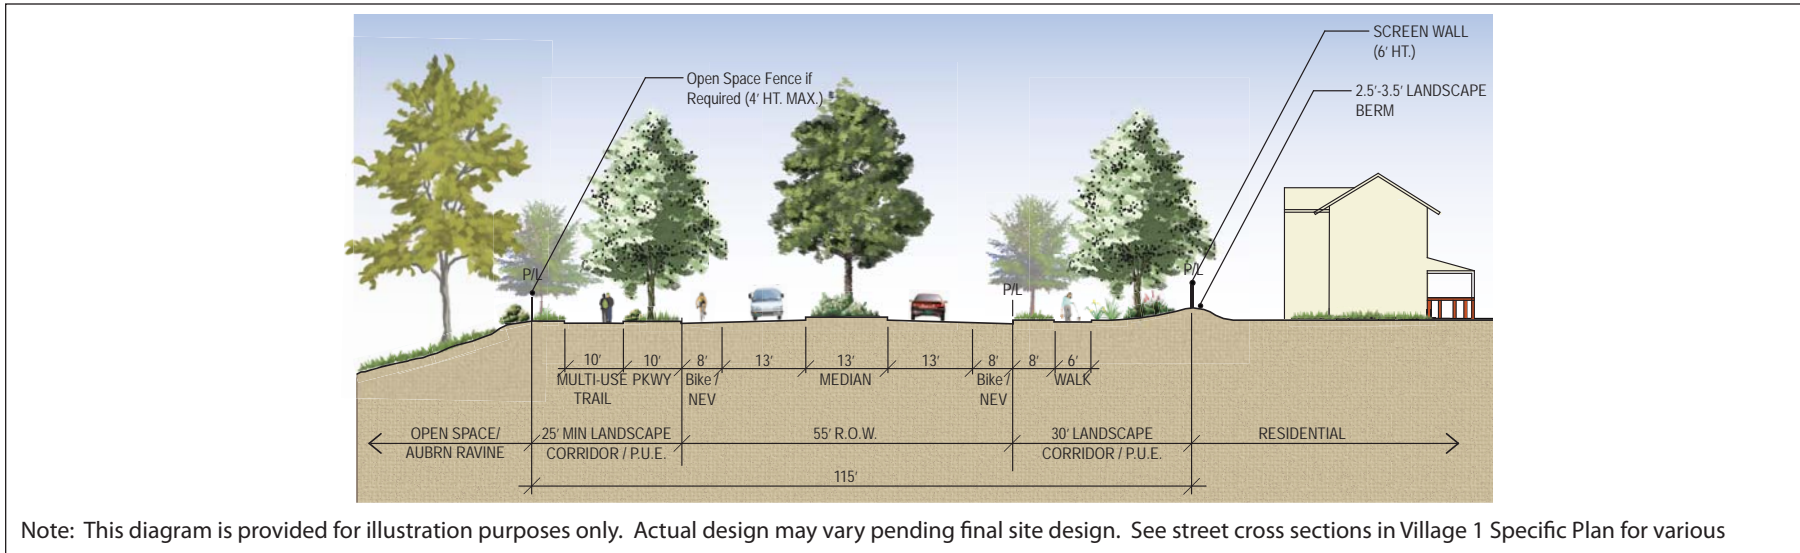 SCREEN WALL
(6' HT.)
Open Space Fence if
Required (4' HT. MAX.)
2.5'-3.5' LANDSCAPE
BERM
P/L
P/L
P/L
10' 10' 8' 13' 13' 13' 8' 8' 6'
MULTI-USE PKWY Bike / MEDIAN Bike / WALK
TRAIL NEV NEV
OPEN SPACE/ 25' MIN LANDSCAPE 55' R.O.W. 30' LANDSCAPE RESIDENTIAL
AUBRN RAVINE CORRIDOR / P.U.E. CORRIDOR / P.U.E.
115'
Note: This diagram is provided for illustration purposes only. Actual design may vary pending final site design. See street cross sections in Village 1 Specific Plan for various